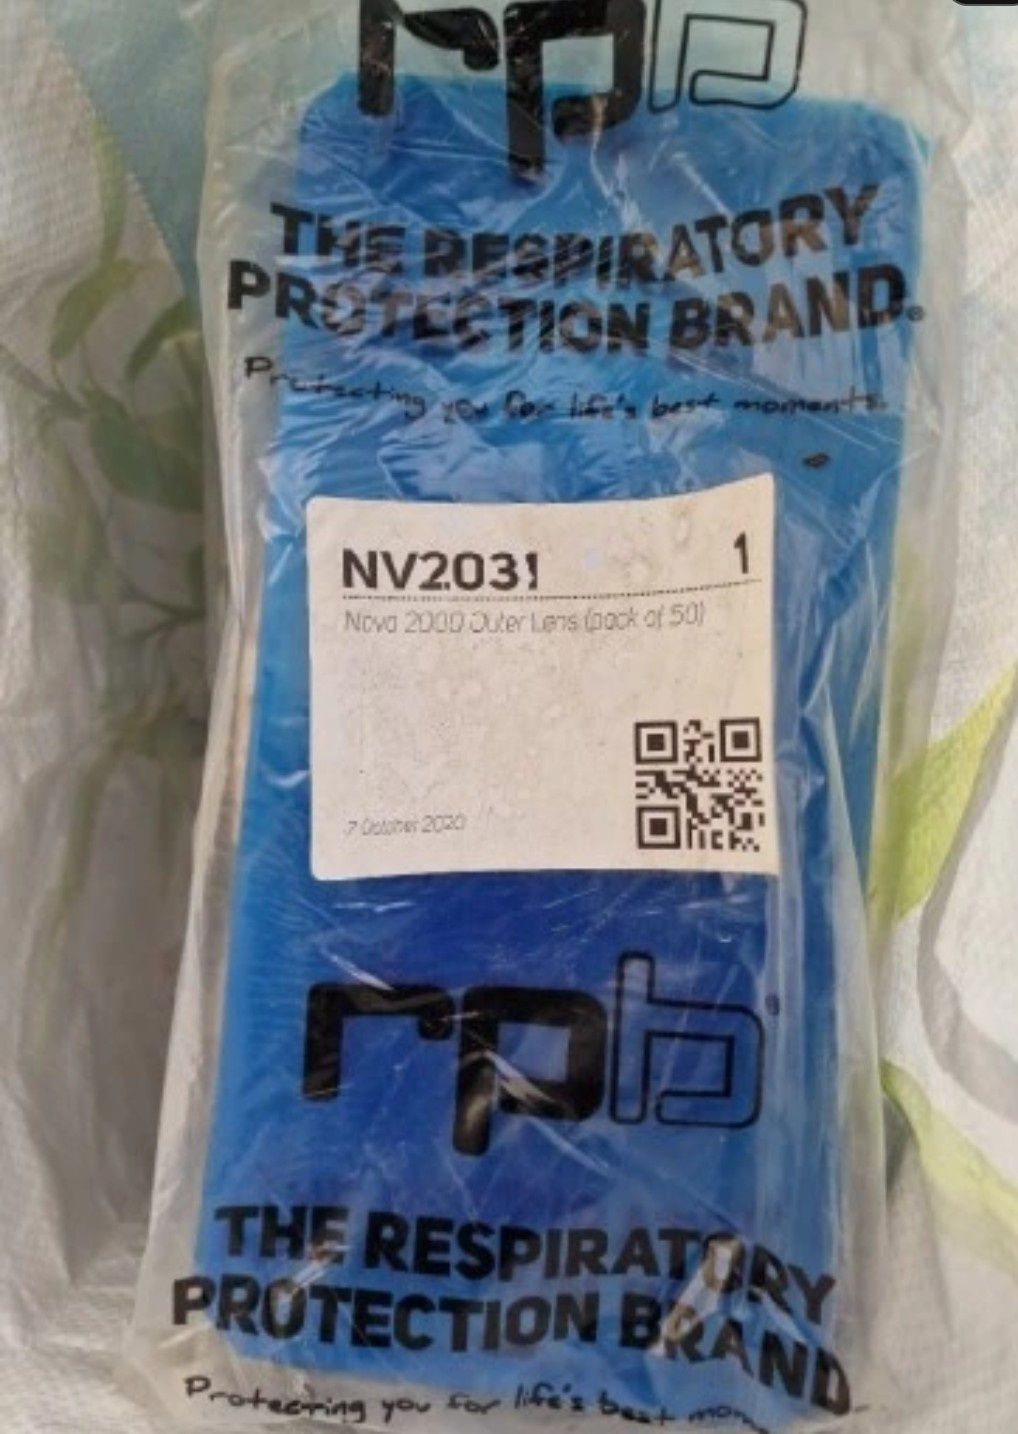 rpb
THE RESPIRATORY
PROTECTION BRAND.®
Protecting you for life's best moments.
NV2031 1
Nova 2000 Outer Lens (pack of 50)
7 October 2020
rpb®
THE RESPIRATORY
PROTECTION BRAND
Protecting you for life's best